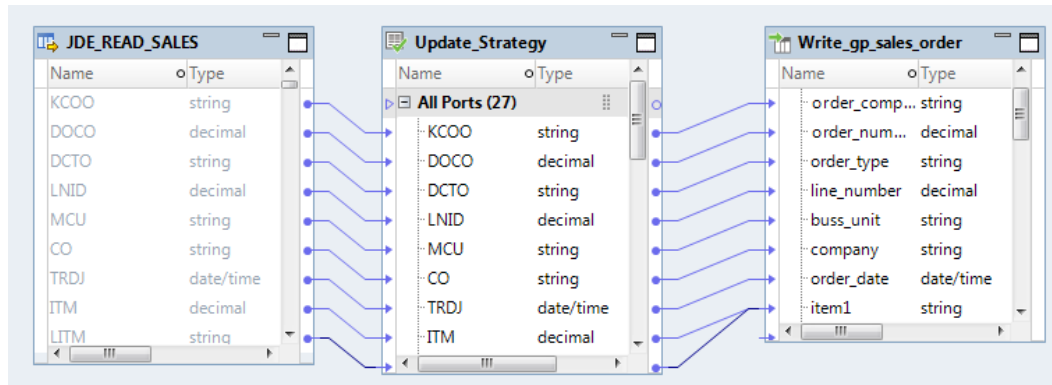 JDE_READ_SALES
Name Type
KCOO string
DOCO decimal
DCTO string
LNID decimal
MCU string
CO string
TRDJ date/time
ITM decimal
LITM string
Update_Strategy
Name Type
All Ports (27)
KCOO string
DOCO decimal
DCTO string
LNID decimal
MCU string
CO string
TRDJ date/time
ITM decimal
Write_gp_sales_order
Name Type
order_comp... string
order_num... decimal
order_type string
line_number decimal
buss_unit string
company string
order_date date/time
item1 string